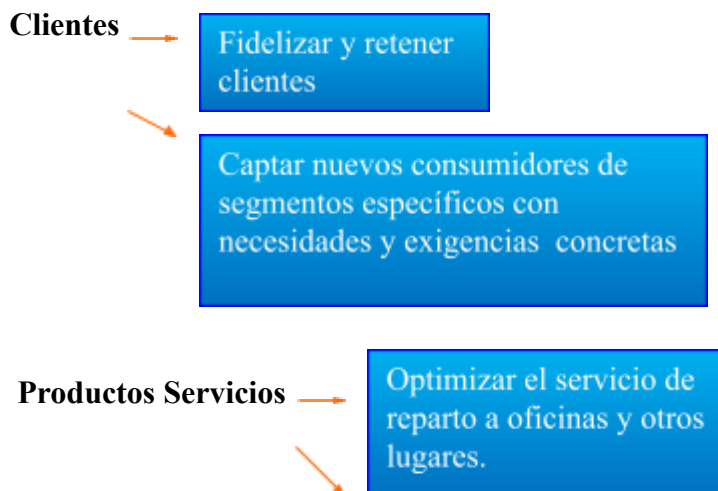 Clientes
Fidelizar y retener
clientes
Captar nuevos consumidores de
segmentos específicos con
necesidades y exigencias concretas
Productos Servicios
Optimizar el servicio de
reparto a oficinas y otros
lugares.